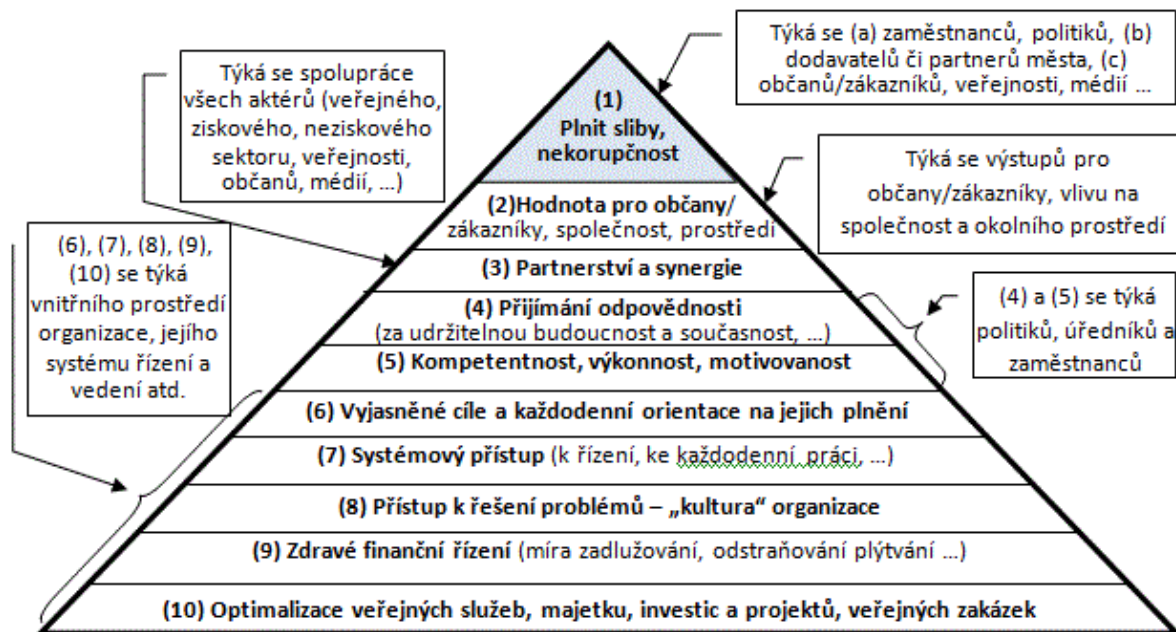 Týká se (a) zaměstnanců, politiků, (b)
dodavatelů či partnerů města, (c)
občanů/zákazníků, veřejnosti, médií ...
Týká se spolupráce
všech aktérů (veřejného,
ziskového, neziskového
sektoru, veřejnosti,
občanů, médií, ...)
(1)
Plnit sliby,
nekorupčnost
Týká se výstupů pro
občany/zákazníky, vlivu na
společnost a okolního prostředí
(2)Hodnota pro občany/
zákazníky, společnost, prostředí
(6), (7), (8), (9),
(10) se týká
vnitřního prostředí
organizace, jejího
systému řízení a
vedení atd.
(3) Partnerství a synergie
(4) Přijímání odpovědnosti
(za udržitelnou budoucnost a současnost, ...)
(4) a (5) se týká
politiků, úředníků a
zaměstnanců
(5) Kompetentnost, výkonnost, motivovanost
(6) Vyjasněné cíle a každodenní orientace na jejich plnění
(7) Systémový přístup (k řízení, ke každodenní práci, ...)
(8) Přístup k řešení problémů – „kultura“ organizace
(9) Zdravé finanční řízení (míra zadlužování, odstraňování plýtvání ...)
(10) Optimalizace veřejných služeb, majetku, investic a projektů, veřejných zakázek